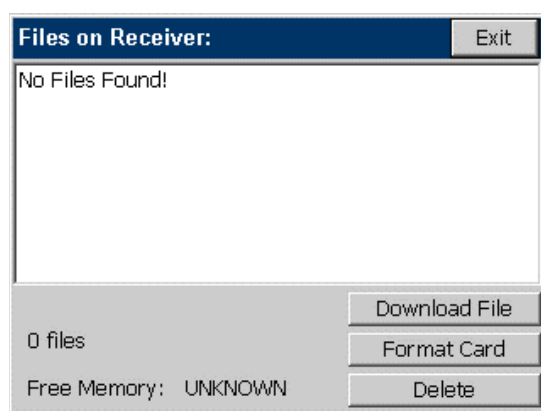 Files on Receiver:
Exit
No Files Found!
Download File
0 files
Format Card
Free Memory: UNKNOWN
Delete